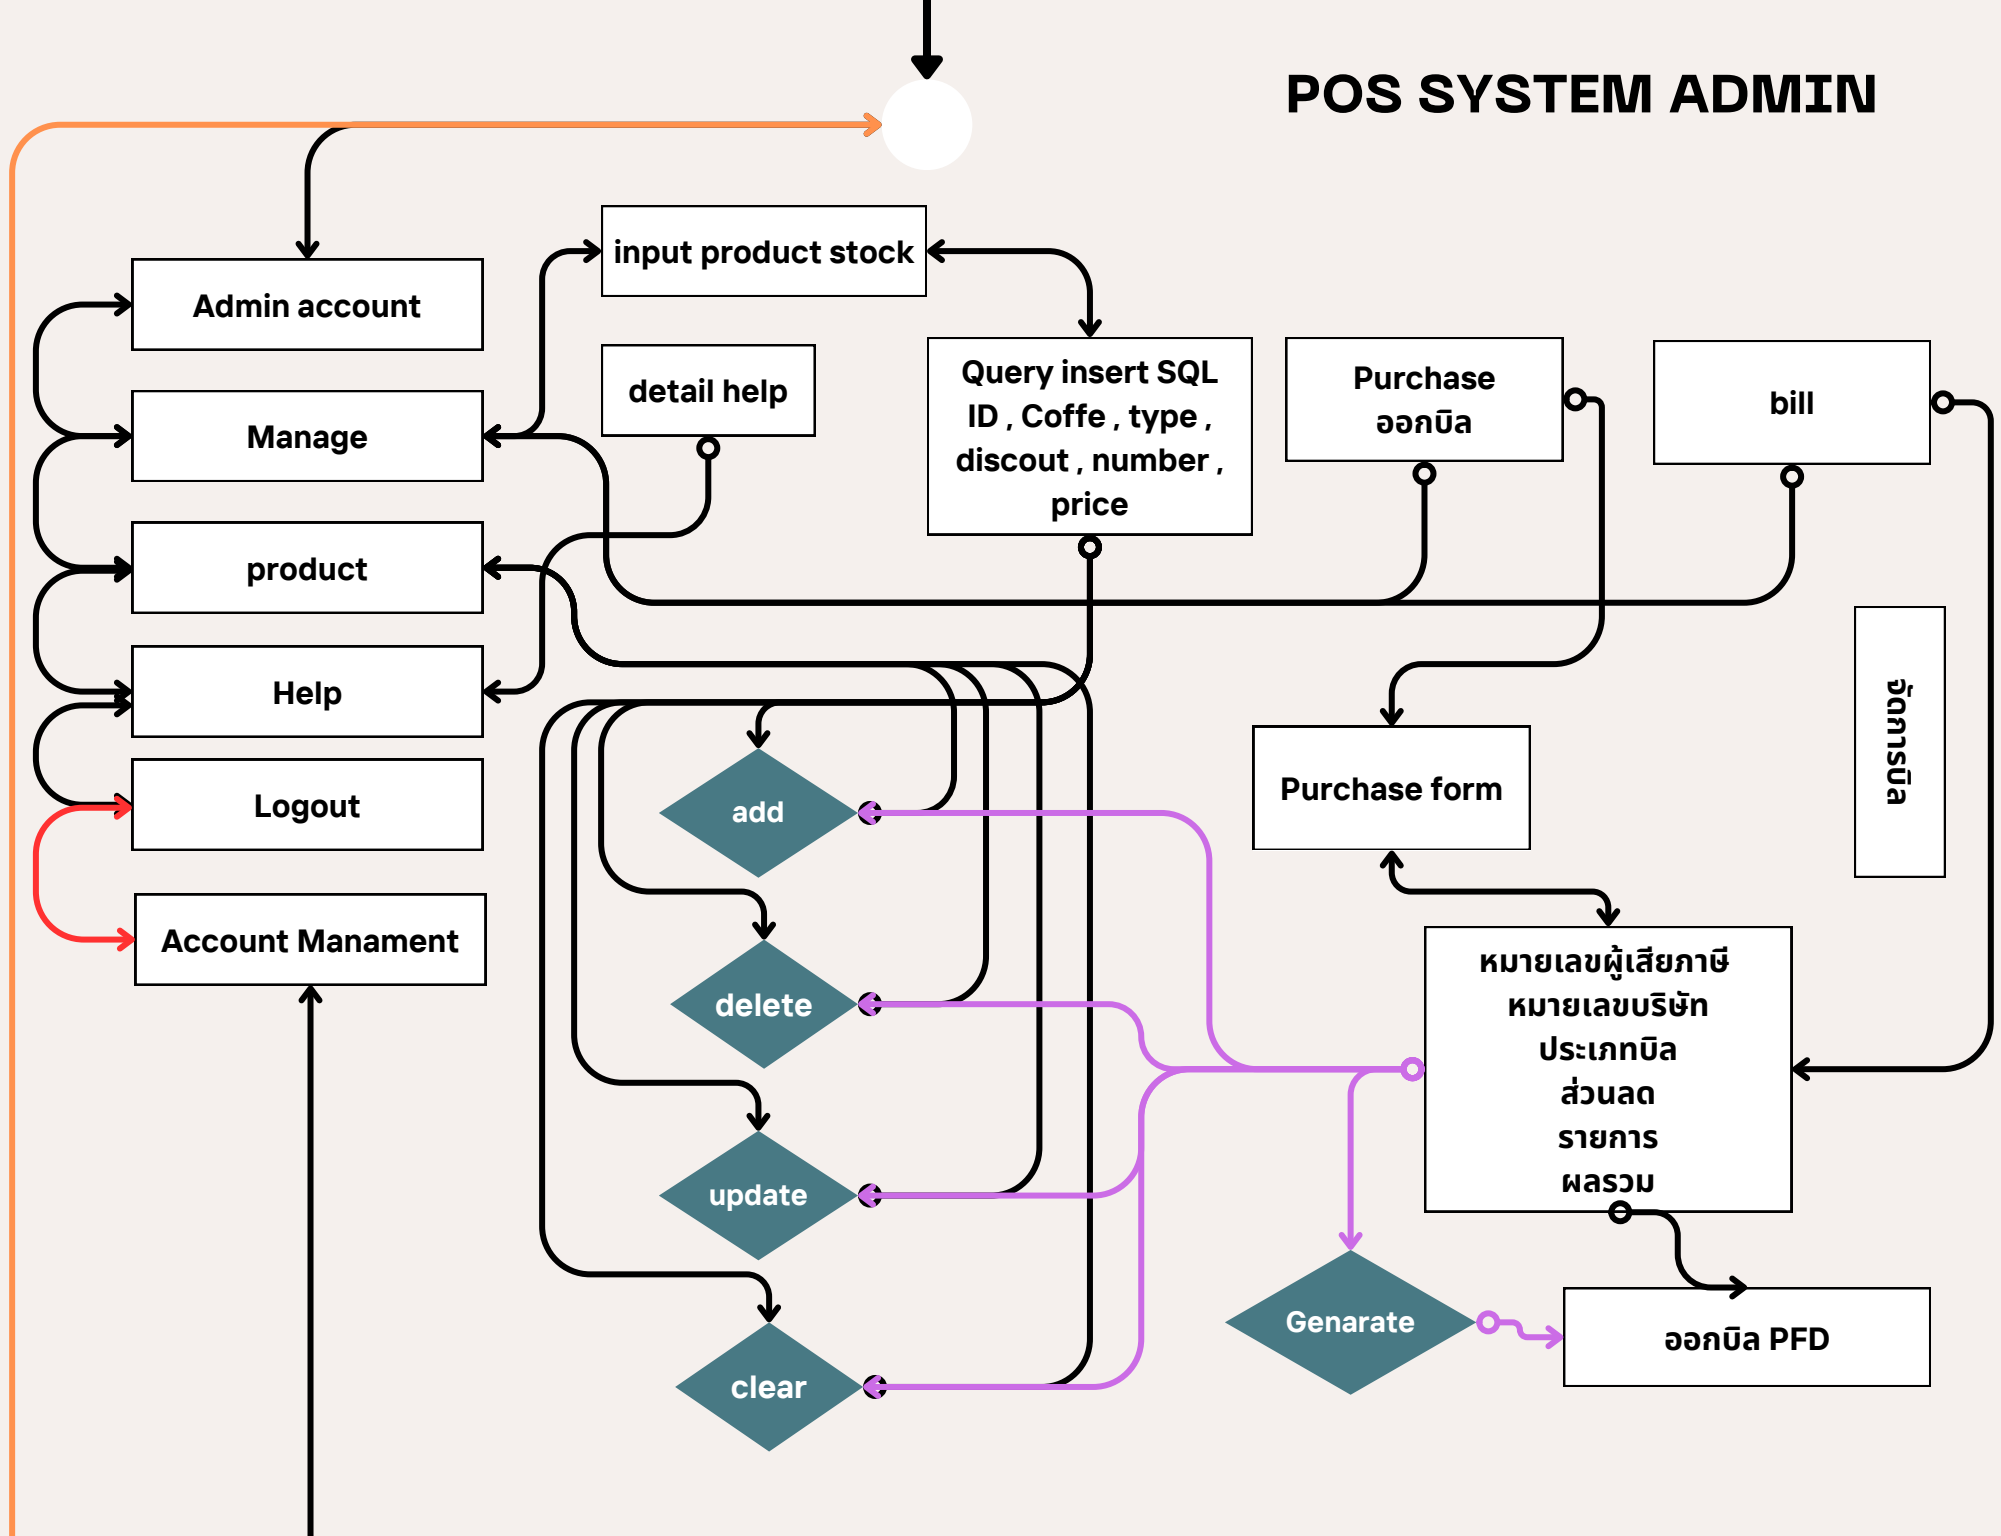 POS SYSTEM ADMIN
input product stock
Admin account
detail help
Query insert SQL
ID , Coffe , type ,
discout , number ,
price
Purchase
ออกบิล
bill
Manage
product
Help
จัดการบิล
Logout
add
Purchase form
Account Manament
delete
หมายเลขผู้เสียภาษี
หมายเลขบริษัท
ประเภทบิล
ส่วนลด
รายการ
ผลรวม
update
Genarate
ออกบิล PFD
clear